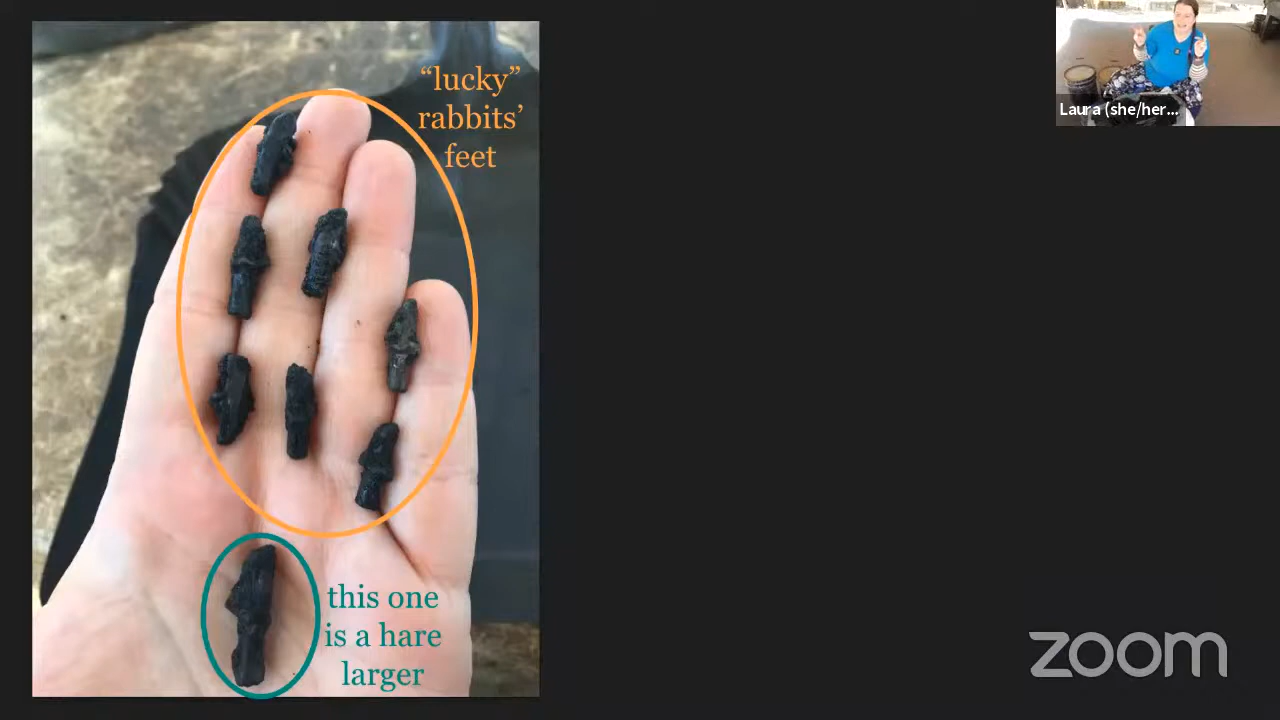 “lucky”
rabbits’
feet
this one
is a hare
larger
Laura (she/her...
zoom